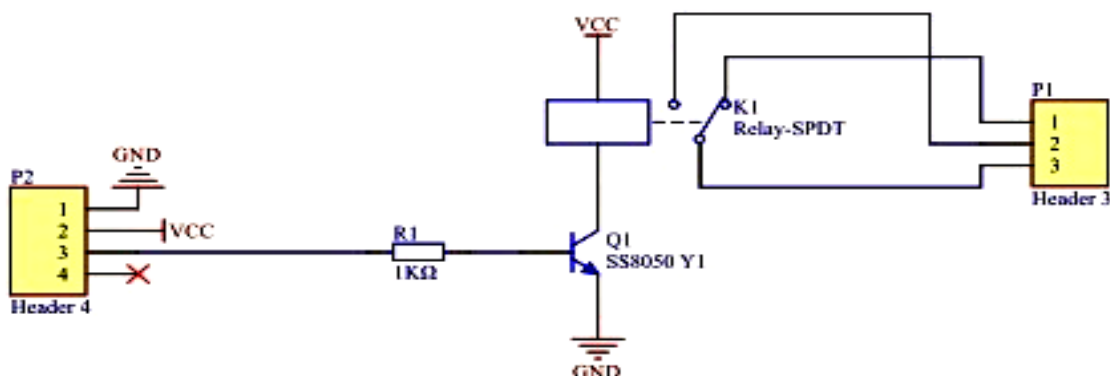 VCC
P1
K1
Relay-SPDT
1
2
3
Header 3
GND
P2
1
2
VCC
3
4
Header 4
R1
1KΩ
Q1
SS8050 Y1
GND